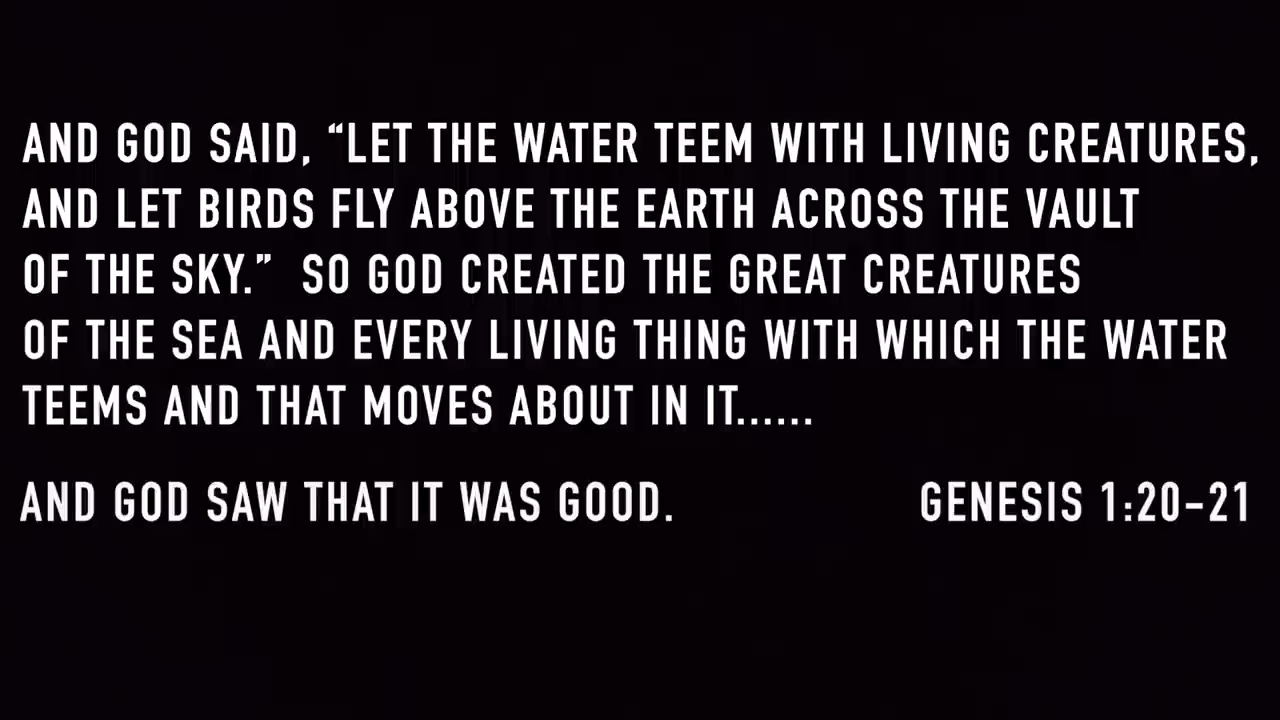 AND GOD SAID, “LET THE WATER TEEM WITH LIVING CREATURES,
AND LET BIRDS FLY ABOVE THE EARTH ACROSS THE VAULT
OF THE SKY.”  SO GOD CREATED THE GREAT CREATURES
OF THE SEA AND EVERY LIVING THING WITH WHICH THE WATER
TEEMS AND THAT MOVES ABOUT IN IT......
AND GOD SAW THAT IT WAS GOOD. GENESIS 1:20-21